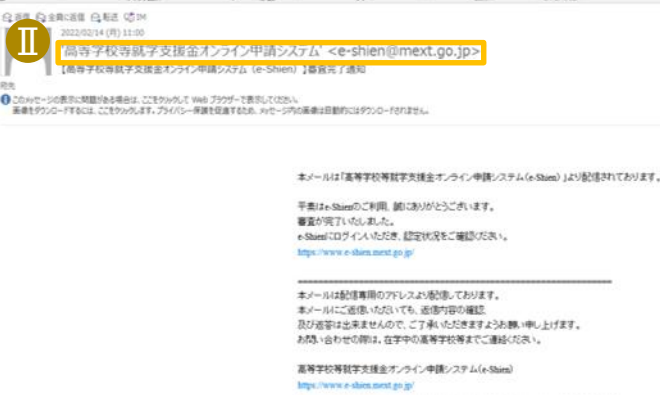 返信 全員に返信 転送 IM
Ⅱ
2022/02/14 (月) 11:00
'高等学校等就学支援金オンライン申請システム' <e-shien@mext.go.jp>
【高等学校等就学支援金オンライン申請システム（e-Shien）】審査完了通知
宛先
このメッセージの表示に問題がある場合は、ここをクリックして Web ブラウザーで表示してください。
画像をダウンロードするには、ここをクリックします。プライバシー保護を促進するため、メッセージ内の画像は自動的にはダウンロードされません。
本メールは「高等学校等就学支援金オンライン申請システム(e-Shien)」より配信されております。
平素はe-Shienのご利用、誠にありがとうございます。
審査が完了いたしました。
e-Shienにログインいただき、認定状況をご確認ください。
https://www.e-shien.mext.go.jp/
本メールは配信専用のアドレスより配信しております。
本メールにご返信いただいても、返信内容の確認
及び返答は出来ませんので、ご了承いただきますようお願い申し上げます。
お問い合わせの際は、在学中の高等学校等までご連絡ください。
高等学校等就学支援金オンライン申請システム(e-Shien)
https://www.e-shien.mext.go.jp/